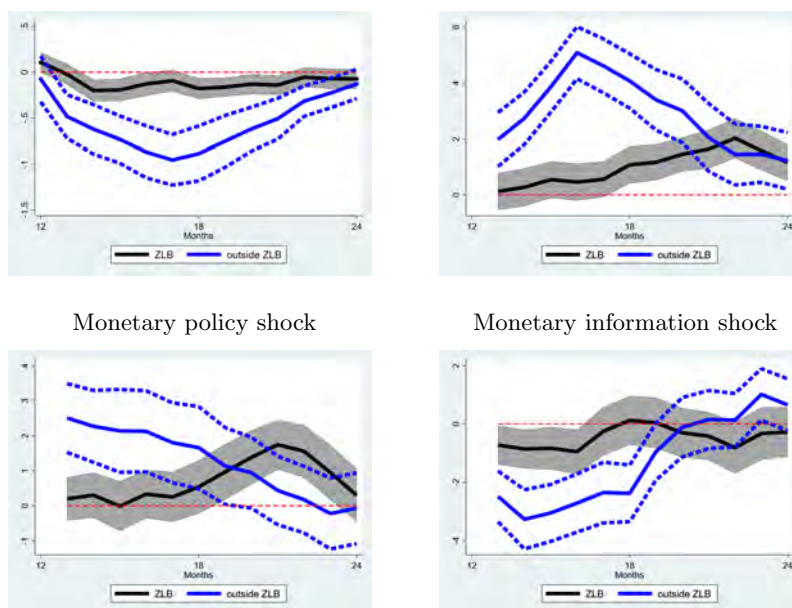 .5
0
-.5
-1
-1.5
12 18 24
Months
ZLB outside ZLB
6
4
2
0
12 18 24
Months
ZLB outside ZLB
Monetary policy shock
Monetary information shock
4
3
2
1
0
-1
12 18 24
Months
ZLB outside ZLB
2
0
-2
-4
12 18 24
Months
ZLB outside ZLB